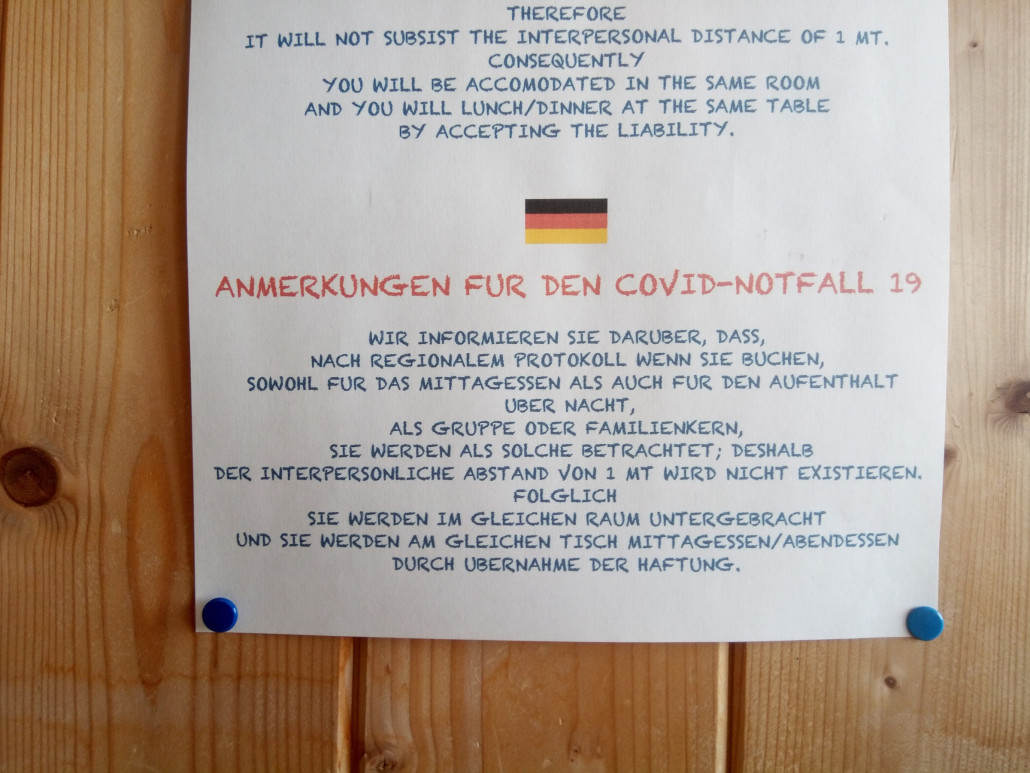 THEREFORE
IT WILL NOT SUBSIST THE INTERPERSONAL DISTANCE OF 1 MT.
CONSEQUENTLY
YOU WILL BE ACCOMODATED IN THE SAME ROOM
AND YOU WILL LUNCH/DINNER AT THE SAME TABLE
BY ACCEPTING THE LIABILITY.
ANMERKUNGEN FUR DEN COVID-NOTFALL 19
WIR INFORMIEREN SIE DARUBER, DASS,
NACH REGIONALEM PROTOKOLL WENN SIE BUCHEN,
SOWOHL FUR DAS MITTAGESSEN ALS AUCH FUR DEN AUFENTHALT
UBER NACHT,
ALS GRUPPE ODER FAMILIENKERN,
SIE WERDEN ALS SOLCHE BETRACHTET; DESHALB
DER INTERPERSONLICHE ABSTAND VON 1 MT WIRD NICHT EXISTIEREN.
FOLGLICH
SIE WERDEN IM GLEICHEN RAUM UNTERGEBRACHT
UND SIE WERDEN AM GLEICHEN TISCH MITTAGESSEN/ABENDESSEN
DURCH UBERNAHME DER HAFTUNG.